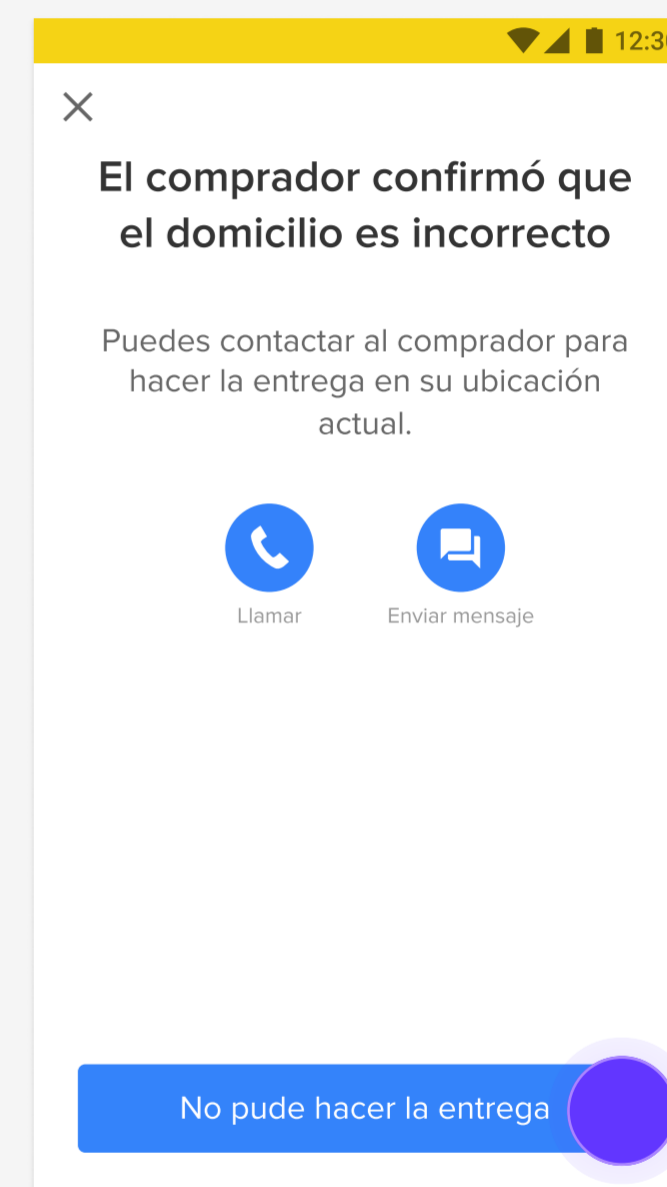 El comprador confirmó que
el domicilio es incorrecto
Puedes contactar al comprador para
hacer la entrega en su ubicación
actual.
Llamar
Enviar mensaje
No pude hacer la entrega